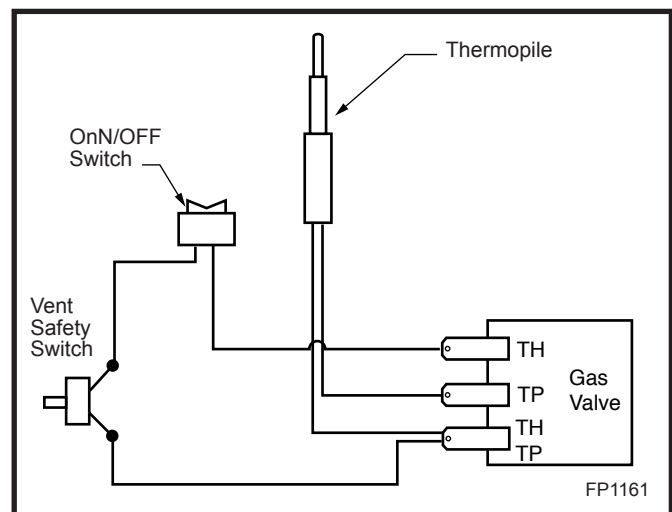 Thermopile
OnN/OFF
Switch
Vent
Safety
Switch
TH
TP
TH
TP
Gas
Valve
FP1161